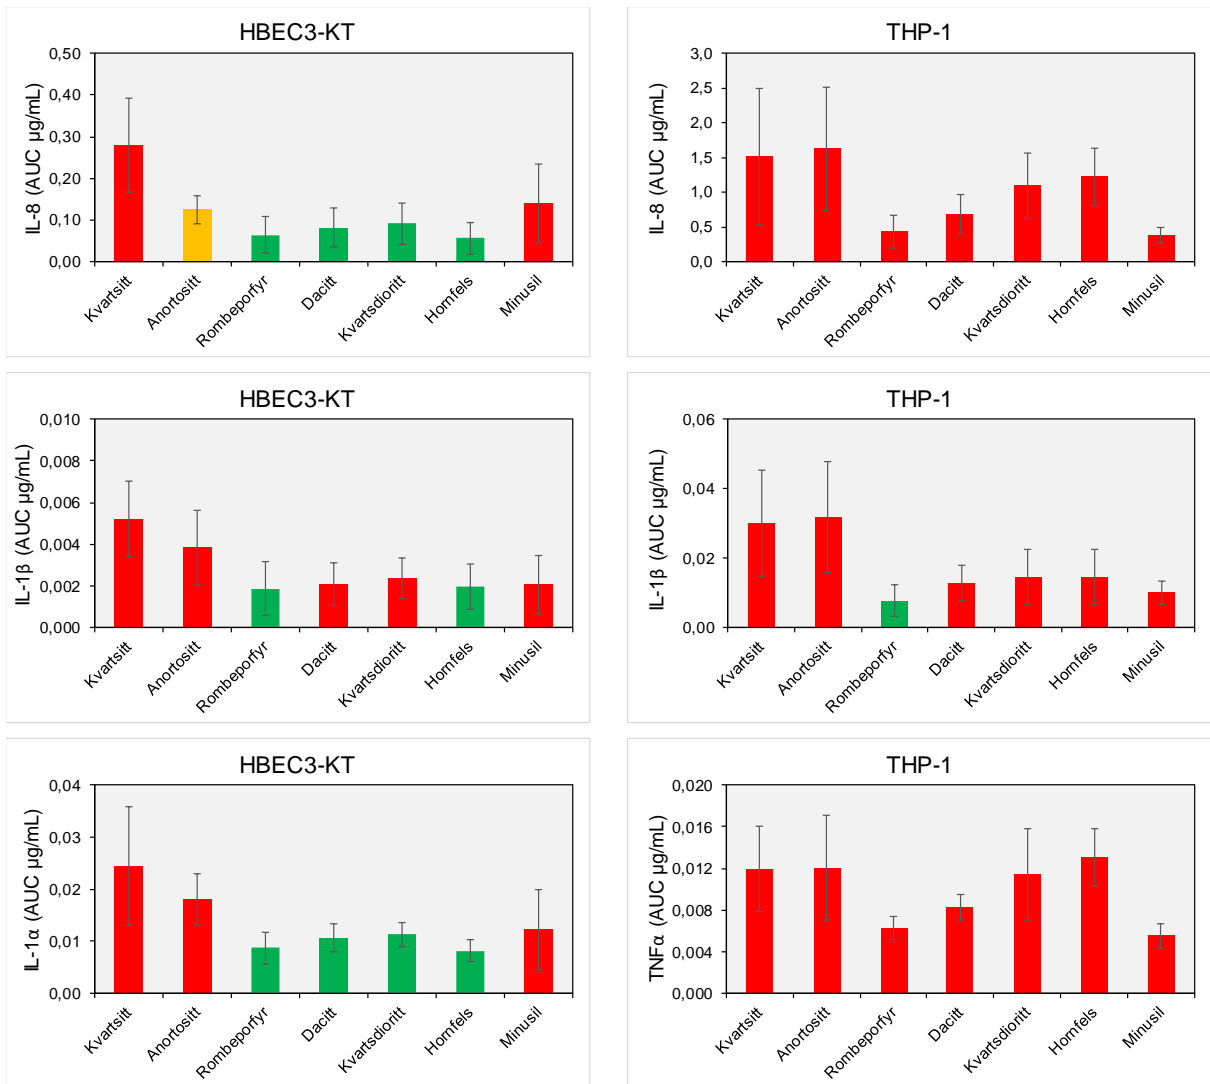 HBEC3-KT
IL-8 (AUC µg/mL)
0,50
0,40
0,30
0,20
0,10
0,00
Kvartsitt
Anortositt
Rombeporfyr
Dacitt
Kvartsdioritt
Hornfels
Minusil
THP-1
IL-8 (AUC µg/mL)
3,0
2,5
2,0
1,5
1,0
0,5
0,0
Kvartsitt
Anortositt
Rombeporfyr
Dacitt
Kvartsdioritt
Hornfels
Minusil
HBEC3-KT
IL-1β (AUC µg/mL)
0,010
0,008
0,006
0,004
0,002
0,000
Kvartsitt
Anortositt
Rombeporfyr
Dacitt
Kvartsdioritt
Hornfels
Minusil
THP-1
IL-1β (AUC µg/mL)
0,06
0,04
0,02
0,00
Kvartsitt
Anortositt
Rombeporfyr
Dacitt
Kvartsdioritt
Hornfels
Minusil
HBEC3-KT
IL-1α (AUC µg/mL)
0,04
0,03
0,02
0,01
0,00
Kvartsitt
Anortositt
Rombeporfyr
Dacitt
Kvartsdioritt
Hornfels
Minusil
THP-1
TNFα (AUC µg/mL)
0,020
0,016
0,012
0,008
0,004
0,000
Kvartsitt
Anortositt
Rombeporfyr
Dacitt
Kvartsdioritt
Hornfels
Minusil